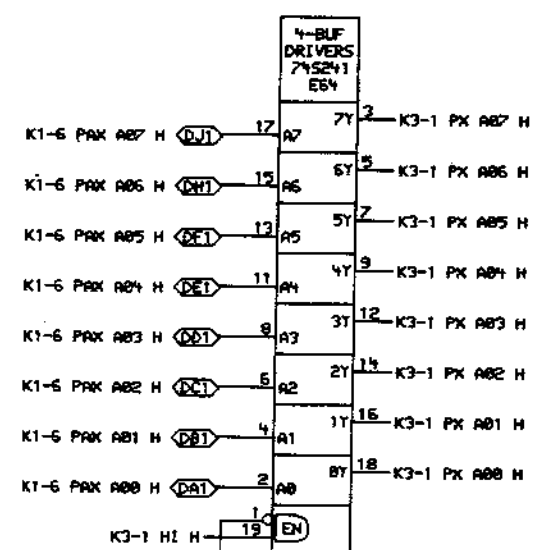 4-BUF
DRIVERS
74S241
E64
K1-6 PAX A07 H DJ1 17 A7 7Y 3 K3-1 PX A07 H
K1-6 PAX A06 H DH1 15 A6 6Y 5 K3-1 PX A06 H
K1-6 PAX A05 H DF1 13 A5 5Y 7 K3-1 PX A05 H
K1-6 PAX A04 H DE1 11 A4 4Y 9 K3-1 PX A04 H
K1-6 PAX A03 H DD1 8 A3 3Y 12 K3-1 PX A03 H
K1-6 PAX A02 H DC1 6 A2 2Y 14 K3-1 PX A02 H
K1-6 PAX A01 H DB1 4 A1 1Y 16 K3-1 PX A01 H
K1-6 PAX A00 H DA1 2 A0 0Y 18 K3-1 PX A00 H
1
K3-1 HI H 19 EN